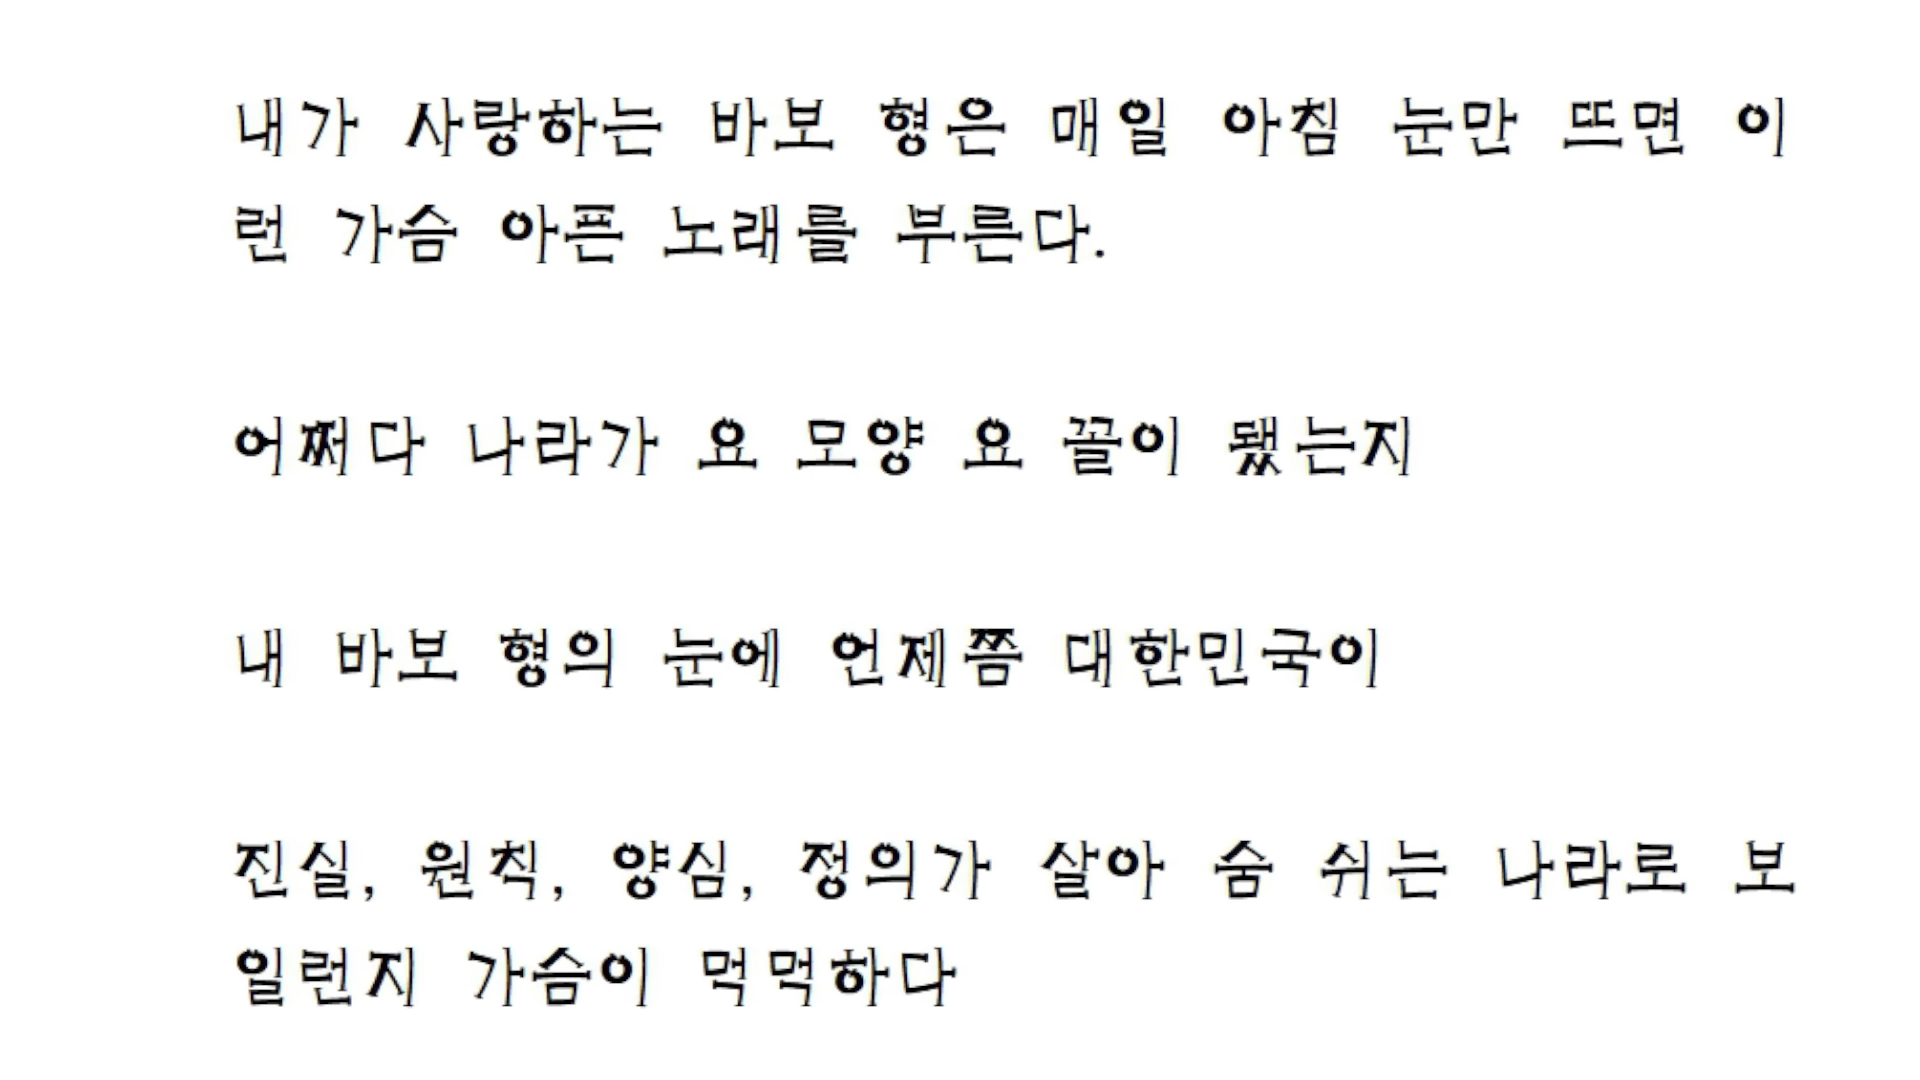 내가 사랑하는 바보 형은 매일 아침 눈만 뜨면 이
런 가슴 아픈 노래를 부른다.
어쩌다 나라가 요 모양 요 꼴이 됐는지
내 바보 형의 눈에 언제쯤 대한민국이
진실, 원칙, 양심, 정의가 살아 숨 쉬는 나라로 보
일런지 가슴이 먹먹하다